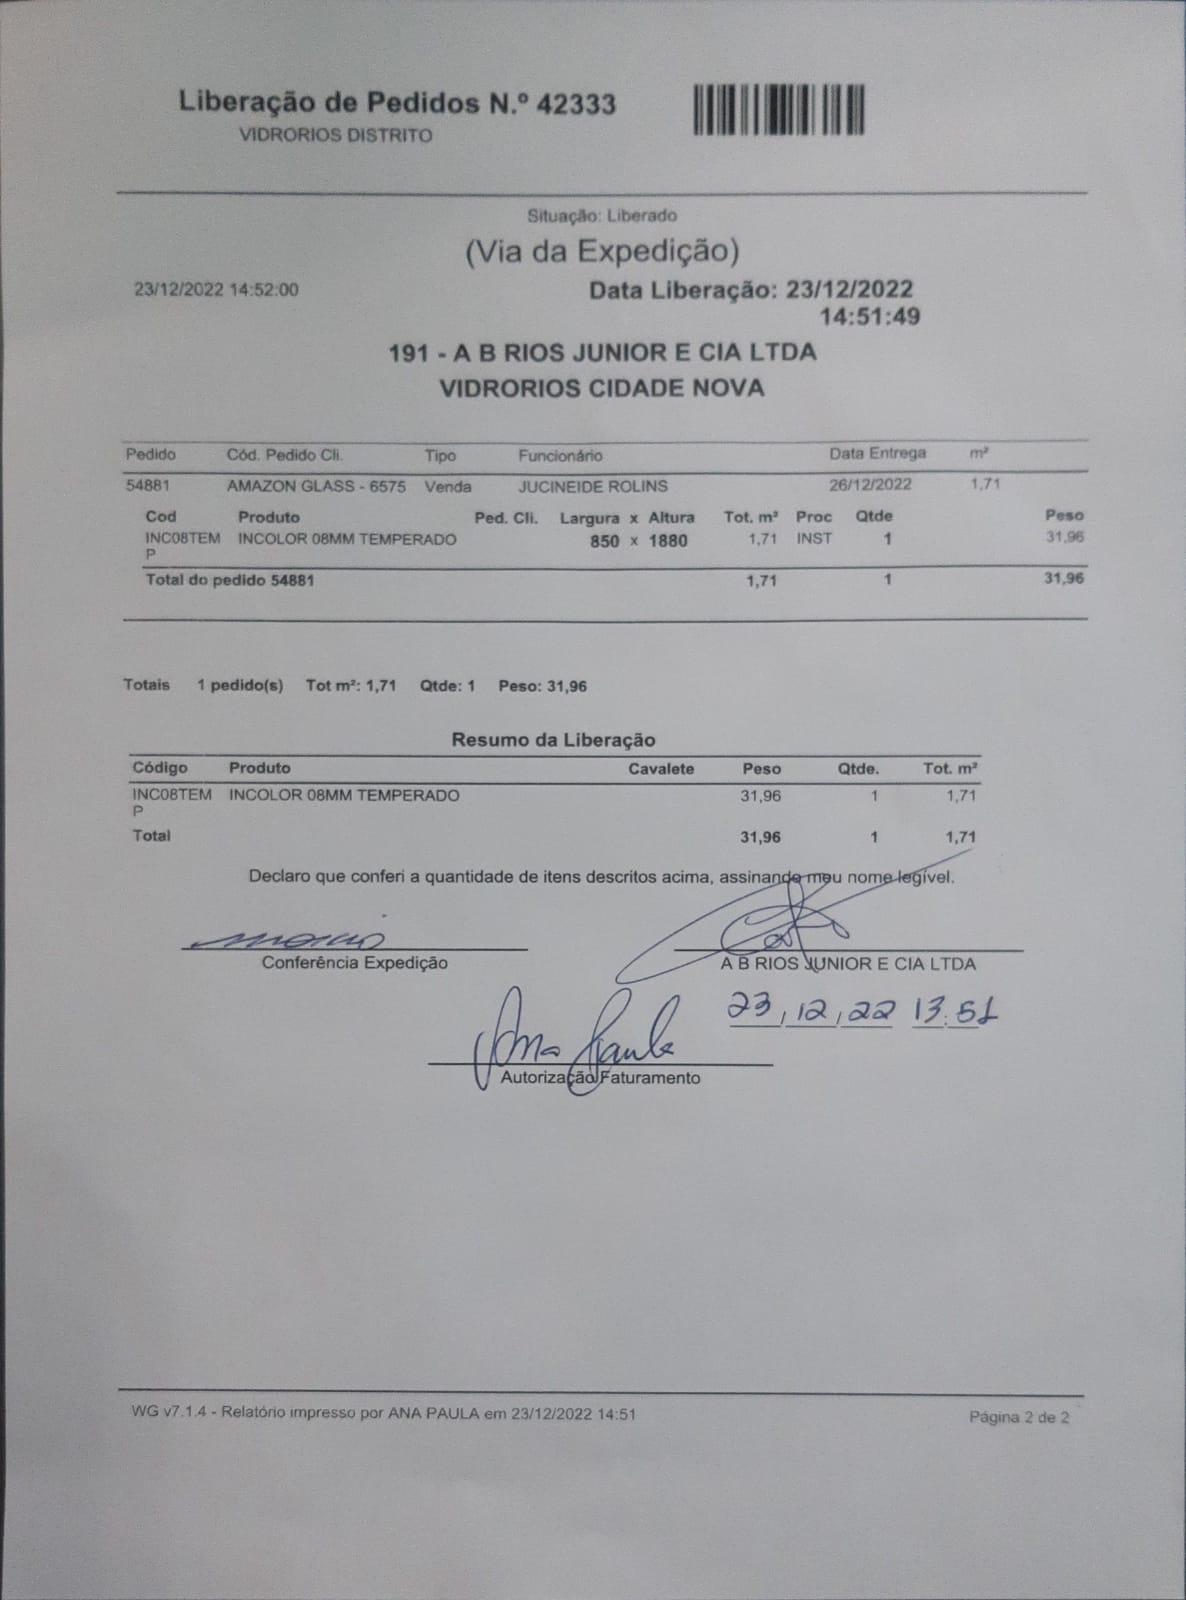 Liberação de Pedidos N.º 42333
VIDRORIOS DISTRITO
Situação: Liberado
(Via da Expedição)
23/12/2022 14:52:00 Data Liberação: 23/12/2022
14:51:49
191 - A B RIOS JUNIOR E CIA LTDA
VIDRORIOS CIDADE NOVA
Pedido Cód. Pedido Cli. Tipo Funcionário Data Entrega m²
54881 AMAZON GLASS - 6575 Venda JUCINEIDE ROLINS 26/12/2022 1,71
Cod Produto Ped. Cli. Largura x Altura Tot. m² Proc Qtde Peso
INC08TEM INCOLOR 08MM TEMPERADO 850 x 1880 1,71 INST 1 31,96
P
Total do pedido 54881 1,71 1 31,96
Totais 1 pedido(s) Tot m²: 1,71 Qtde: 1 Peso: 31,96
Resumo da Liberação
Código Produto Cavalete Peso Qtde. Tot. m²
INC08TEM INCOLOR 08MM TEMPERADO 31,96 1 1,71
P
Total 31,96 1 1,71
Declaro que conferi a quantidade de itens descritos acima, assinando meu nome legível.
Conferência Expedição A B RIOS JUNIOR E CIA LTDA
23, 12, 22 13:51
Ana Paula
Autorização Faturamento
WG v7.1.4 - Relatório impresso por ANA PAULA em 23/12/2022 14:51 Página 2 de 2